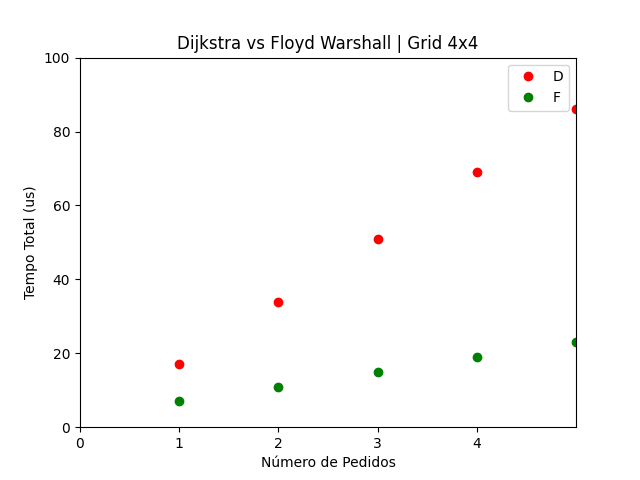 Dijkstra vs Floyd Warshall | Grid 4x4
D
F
100
80
60
40
20
0
Tempo Total (us)
0 1 2 3 4
Número de Pedidos